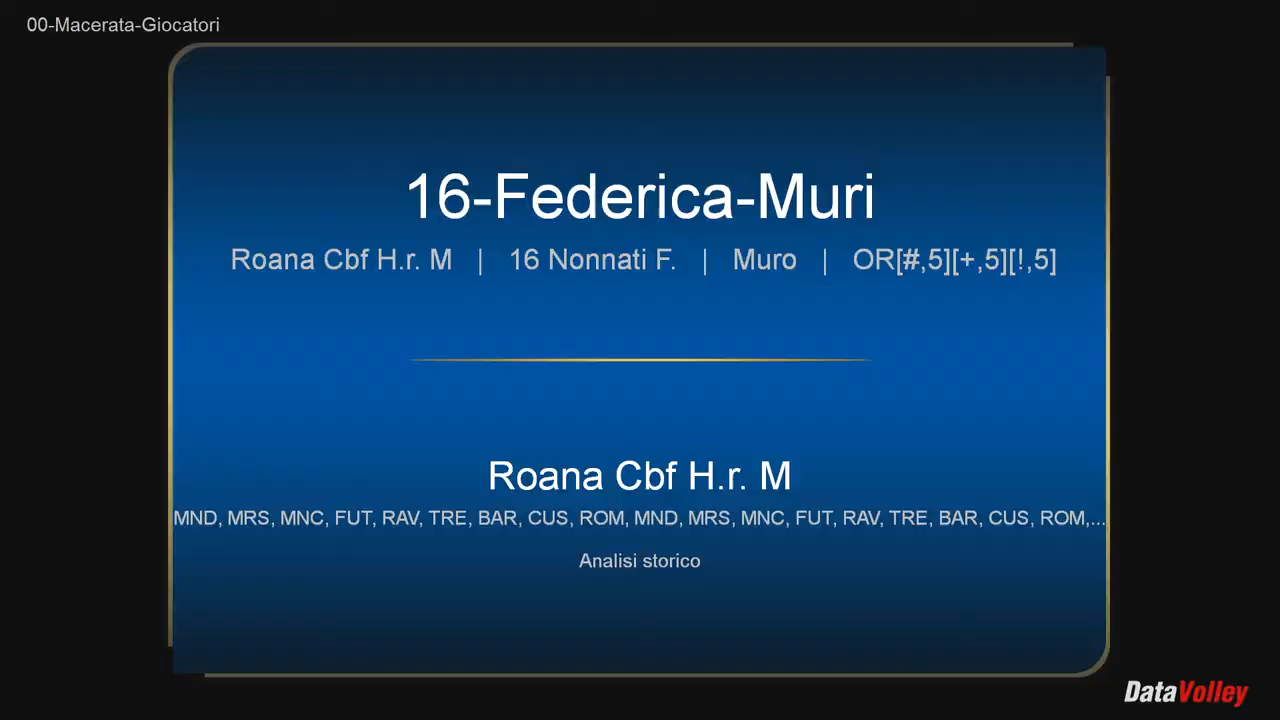 00-Macerata-Giocatori
16-Federica-Muri
Roana Cbf H.r. M | 16 Nonnati F. | Muro | OR[#,5][+,5][!,5]
Roana Cbf H.r. M
MND, MRS, MNC, FUT, RAV, TRE, BAR, CUS, ROM, MND, MRS, MNC, FUT, RAV, TRE, BAR, CUS, ROM,...
Analisi storico
DataVolley